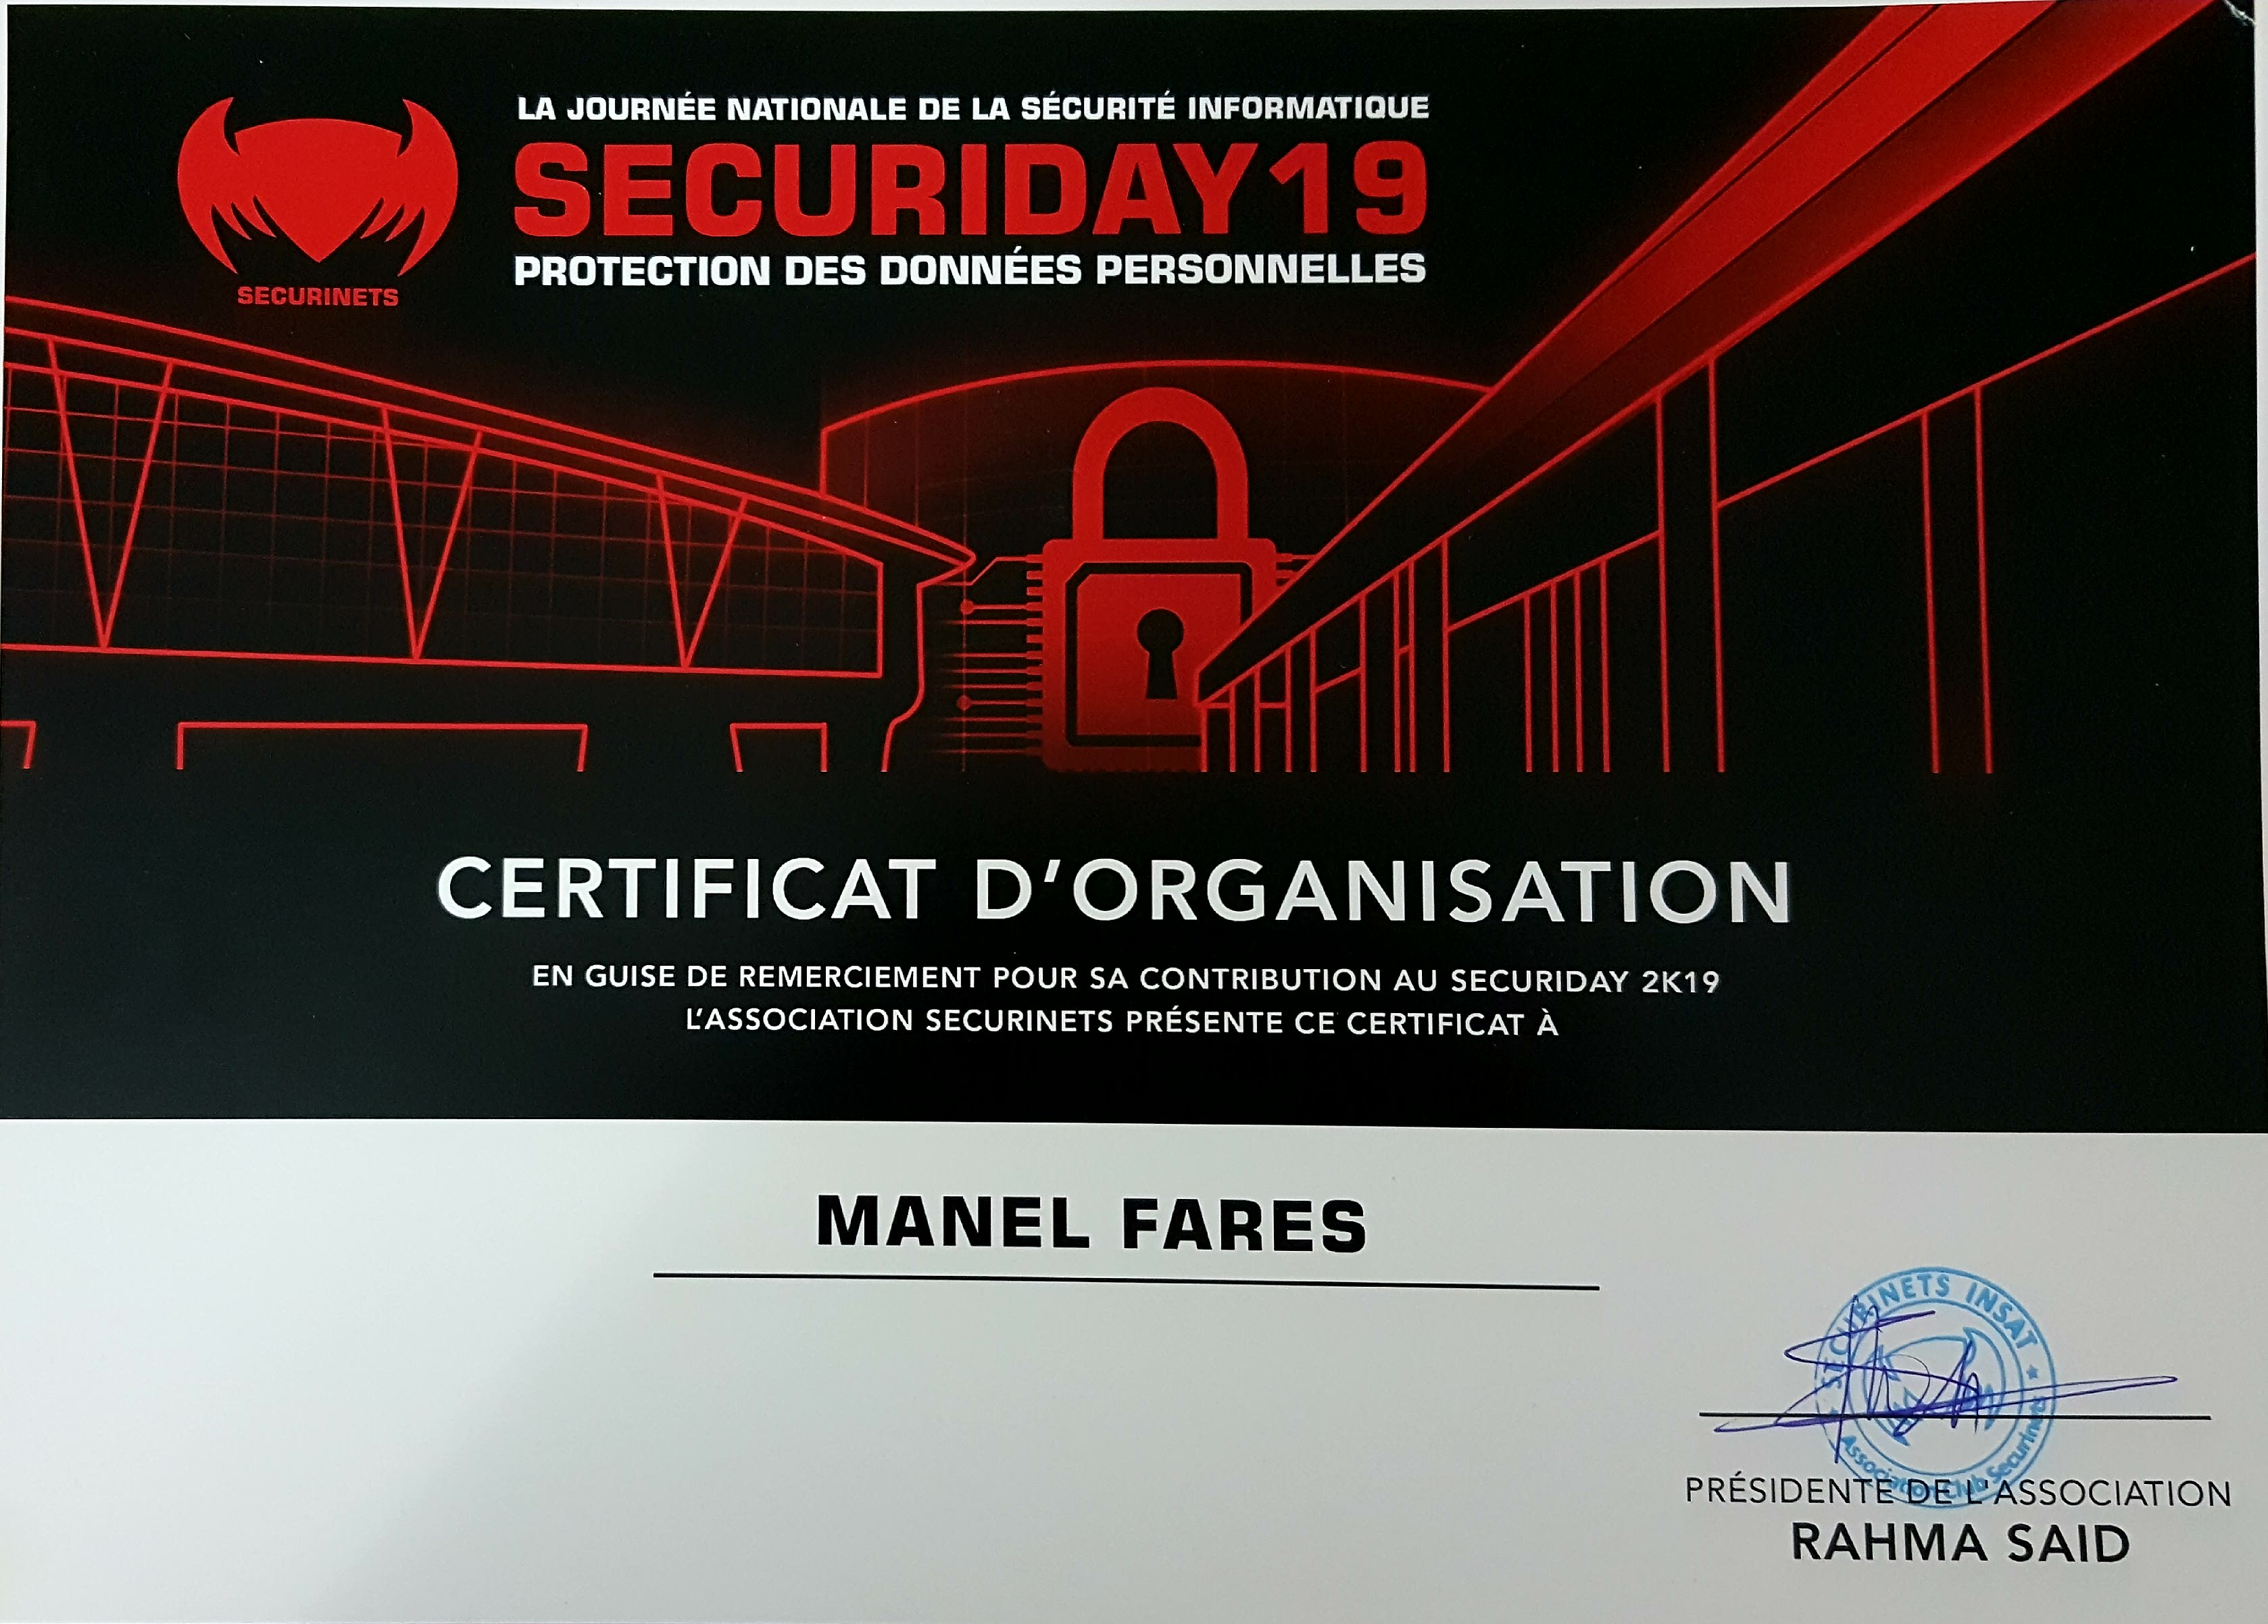 LA JOURNÉE NATIONALE DE LA SÉCURITÉ INFORMATIQUE
SECURIDAY19
PROTECTION DES DONNÉES PERSONNELLES
SECURINETS
CERTIFICAT D'ORGANISATION
EN GUISE DE REMERCIEMENT POUR SA CONTRIBUTION AU SECURIDAY 2K19
L'ASSOCIATION SECURINETS PRÉSENTE CE CERTIFICAT À
MANEL FARES
SECURINETS INSAT
Association Club Securinets
PRÉSIDENTE DE L'ASSOCIATION
RAHMA SAID